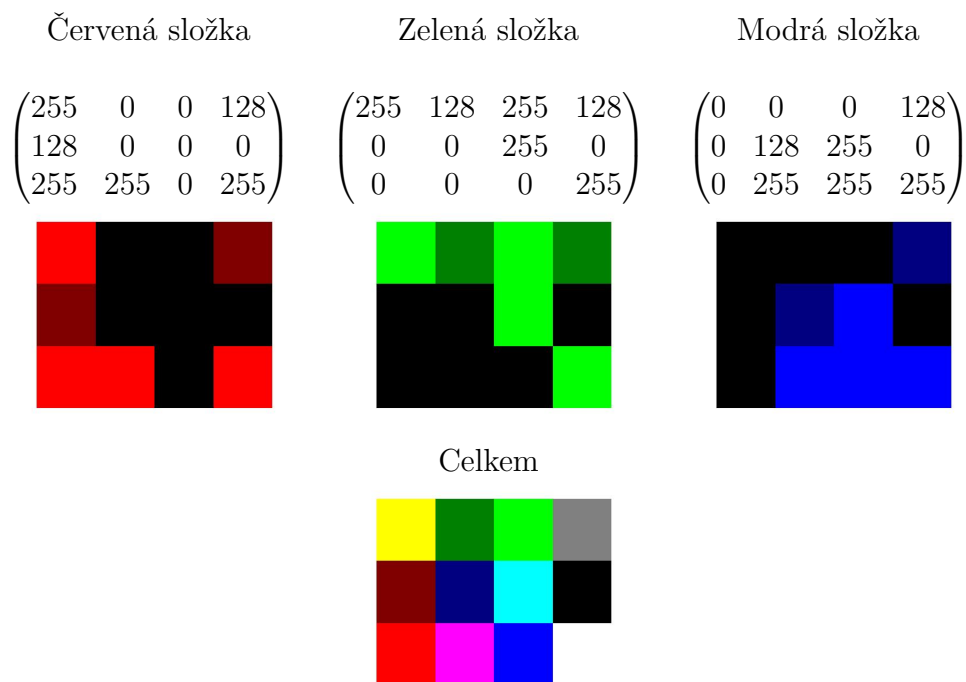 Červená složka Zelená složka Modrá složka
255 0 0 128 255 128 255 128 0 0 0 128
128 0 0 0 0 0 255 0 0 128 255 0
255 255 0 255 0 0 0 255 0 255 255 255
Celkem